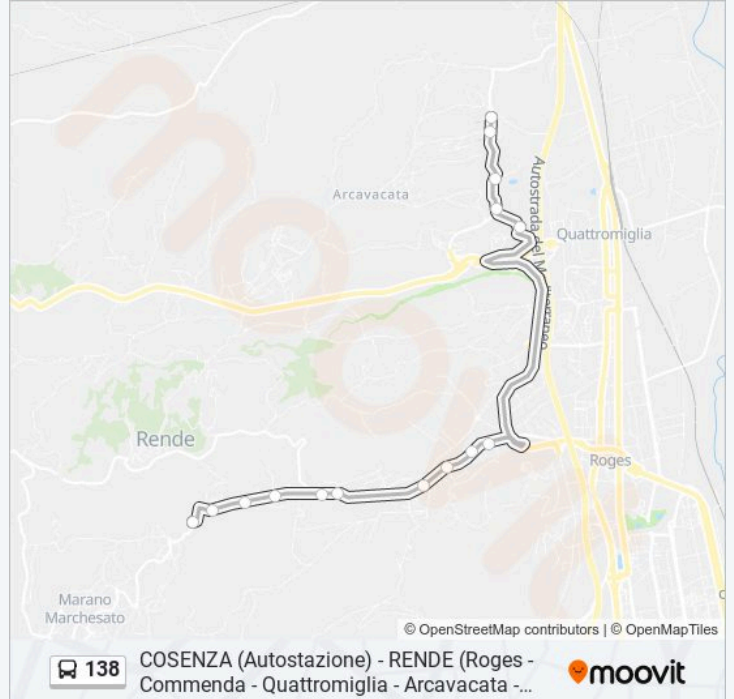 Arcavacata
Autostrada del Mediterraneo
Quattromiglia
Rende
Roges
Marano
Marchesato
© OpenStreetMap contributors | © OpenMapTiles
138
COSENZA (Autostazione) - RENDE (Roges -
Commenda - Quattromiglia - Arcavacata -...
moovit
moovit